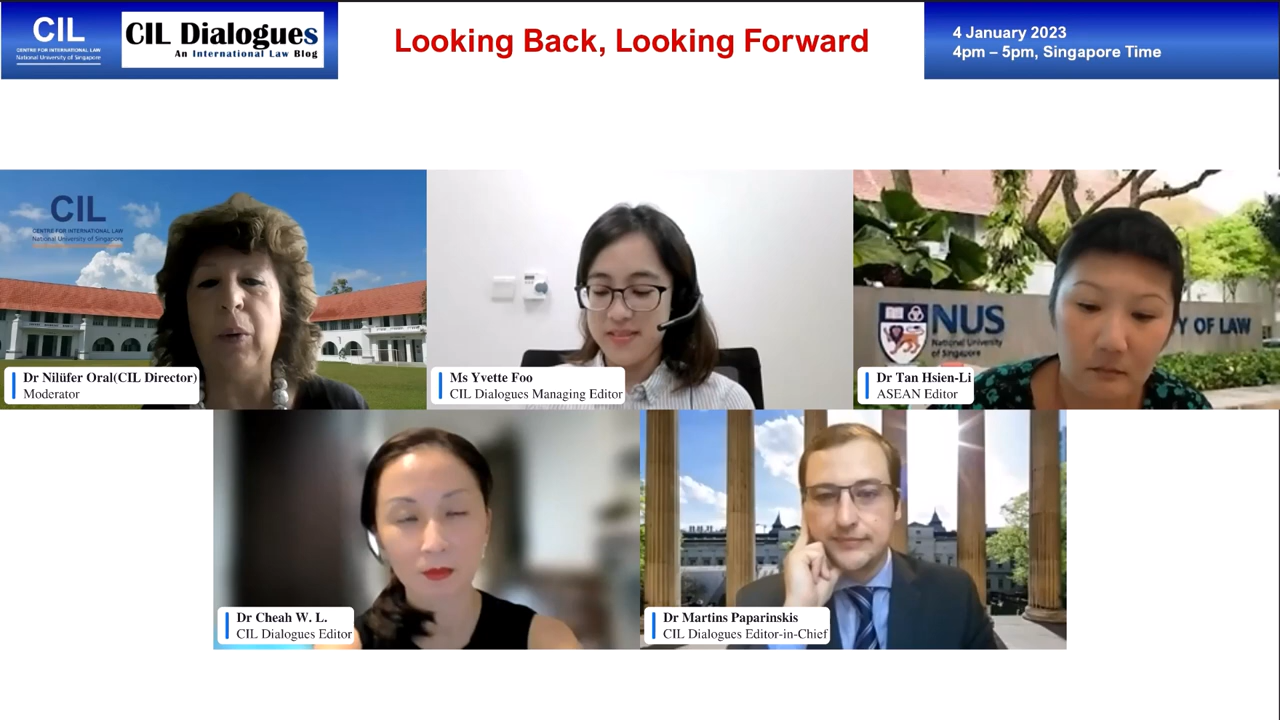 CIL
CENTRE FOR INTERNATIONAL LAW
National University of Singapore
CIL Dialogues
An International Law Blog
Looking Back, Looking Forward
4 January 2023
4pm – 5pm, Singapore Time
CIL
CENTRE FOR INTERNATIONAL LAW
National University of Singapore
Dr Nilüfer Oral(CIL Director)
Moderator
Ms Yvette Foo
CIL Dialogues Managing Editor
NUS
National University
of Singapore
Y OF LAW
Dr Tan Hsien-Li
ASEAN Editor
Dr Cheah W. L.
CIL Dialogues Editor
Dr Martins Paparinskis
CIL Dialogues Editor-in-Chief